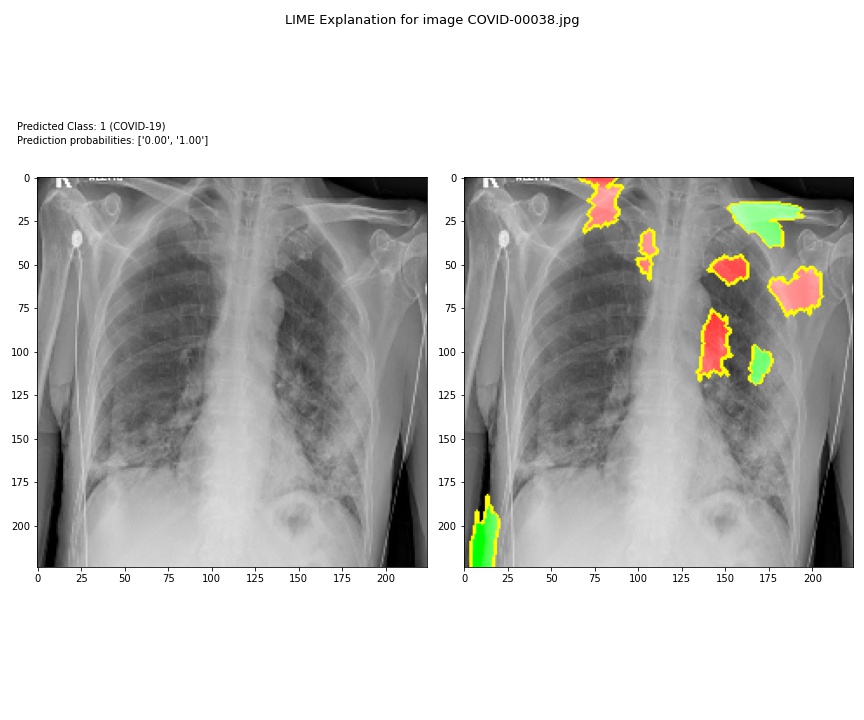 LIME Explanation for image COVID-00038.jpg
Predicted Class: 1 (COVID-19)
Prediction probabilities: ['0.00', '1.00']
R
R
0
0
25
25
50
50
75
75
100
100
125
125
150
150
175
175
200
200
0 25 50 75 100 125 150 175 200
0 25 50 75 100 125 150 175 200